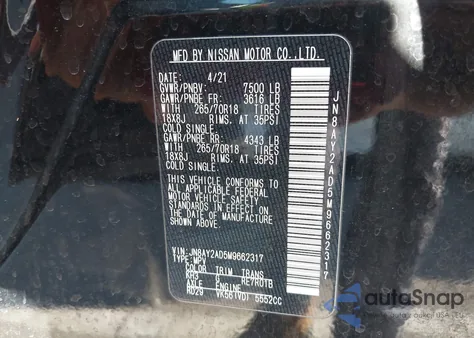 MFD BY NISSAN MOTOR CO.,LTD.
DATE: 4/21
GVWR/PNBV: 7500 LB
GAWR/PNBE FR: 3616 LB
WITH 265/70R18 TIRES
18X8J RIMS, AT 35PSI
COLD SINGLE.
GAWR/PNBE RR: 4343 LB
WITH 265/70R18 TIRES
18X8J RIMS, AT 35PSI
COLD SINGLE.
THIS VEHICLE CONFORMS TO
ALL APPLICABLE FEDERAL
MOTOR VEHICLE SAFETY
STANDARDS IN EFFECT ON
THE DATE OF MANUFACTURE
SHOWN ABOVE.
VIN: JN8AY2AD5M9662317
TYPE: MPV
COLOR TRIM TRANS
KH3 G RE7R01B
AXLE ENGINE
RD29 VK56(VD) 5552CC
JN8AY2AD5M9662317
autoSnap